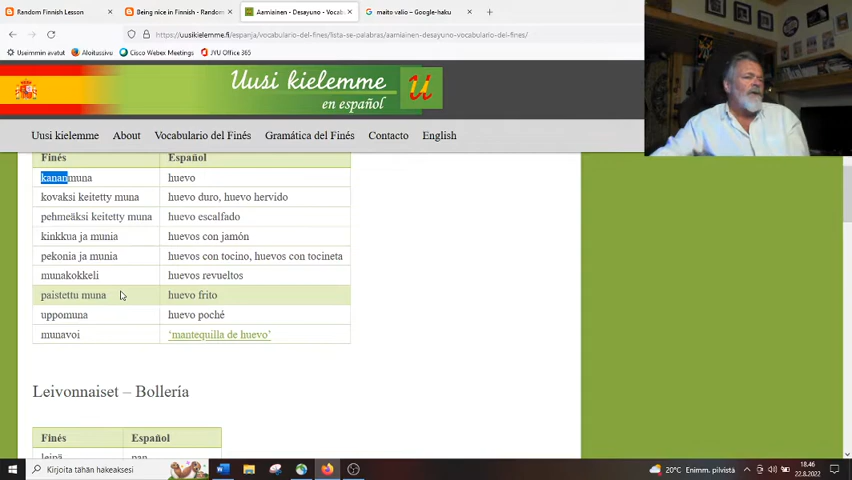 Random Finnish Lesson
Being nice in Finnish - Random
Aamiainen - Desayuno - Vocab
maito valio – Google-haku
https://uusikielemme.fi/espanja/vocabulario-del-fines/lista-se-palabras/aamiainen-desayuno-vocabulario-del-fines/
Useimmin avatut
Aloitussivu
Cisco Webex Meetings
JYU Office 365
Uusi kielemme
en español
u
Uusi kielemme About Vocabulario del Finés Gramática del Finés Contacto English
Finés Español
kananmuna huevo
kovaksi keitetty muna huevo duro, huevo hervido
pehmeäksi keitetty muna huevo escalfado
kinkkua ja munia huevos con jamón
pekonia ja munia huevos con tocino, huevos con tocineta
munakokkeli huevos revueltos
paistettu muna huevo frito
uppomuna huevo poché
munavoi ‘mantequilla de huevo’
Leivonnaiset – Bollería
Finés Español
leipä pan
Kirjoita tähän hakeaksesi
20°C Enimm. pilvistä
18.46
22.8.2022